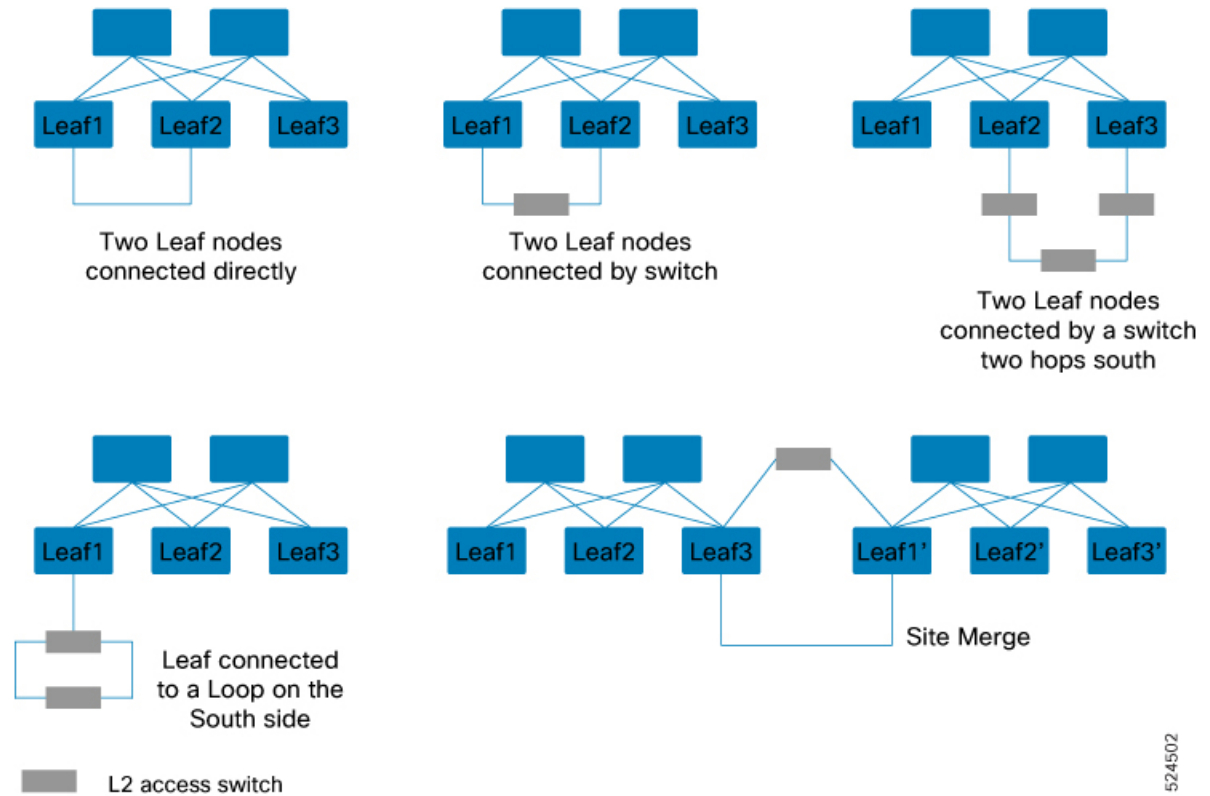 Leaf1 Leaf2 Leaf3
Leaf1 Leaf2 Leaf3
Leaf1 Leaf2 Leaf3
Two Leaf nodes
connected directly
Two Leaf nodes
connected by switch
Two Leaf nodes
connected by a switch
two hops south
Leaf1 Leaf2 Leaf3
Leaf1 Leaf2 Leaf3
Leaf1’ Leaf2’ Leaf3’
Leaf connected
to a Loop on the
South side
Site Merge
L2 access switch
524502